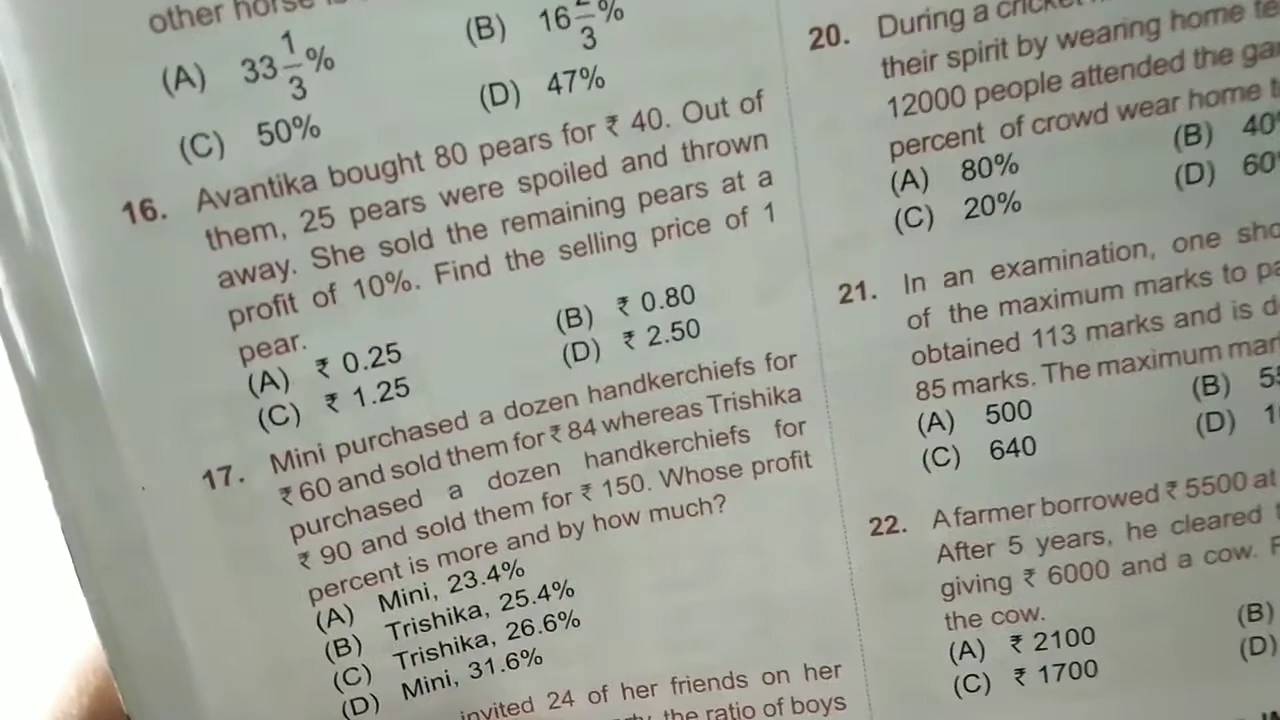 other horse
(A) 33 1/3 %
(B) 16 2/3 %
(C) 50%
(D) 47%
16. Avantika bought 80 pears for ₹ 40. Out of
them, 25 pears were spoiled and thrown
away. She sold the remaining pears at a
profit of 10%. Find the selling price of 1
pear.
(A) ₹ 0.25
(B) ₹ 0.80
(C) ₹ 1.25
(D) ₹ 2.50
17. Mini purchased a dozen handkerchiefs for
₹ 60 and sold them for ₹ 84 whereas Trishika
purchased a dozen handkerchiefs for
₹ 90 and sold them for ₹ 150. Whose profit
percent is more and by how much?
(A) Mini, 23.4%
(B) Trishika, 25.4%
(C) Trishika, 26.6%
(D) Mini, 31.6%
invited 24 of her friends on her
the ratio of boys
20. During a
their spirit by wearing home
12000 people attended the
percent of crowd wear home
(A) 80%
(B) 40
(C) 20%
(D) 60
21. In an examination, one
of the maximum marks to
obtained 113 marks and is
85 marks. The maximum
(A) 500
(B) 5
(C) 640
(D) 1
22. A farmer borrowed ₹ 5500 at
After 5 years, he cleared
giving ₹ 6000 and a cow.
the cow.
(A) ₹ 2100
(B)
(C) ₹ 1700
(D)